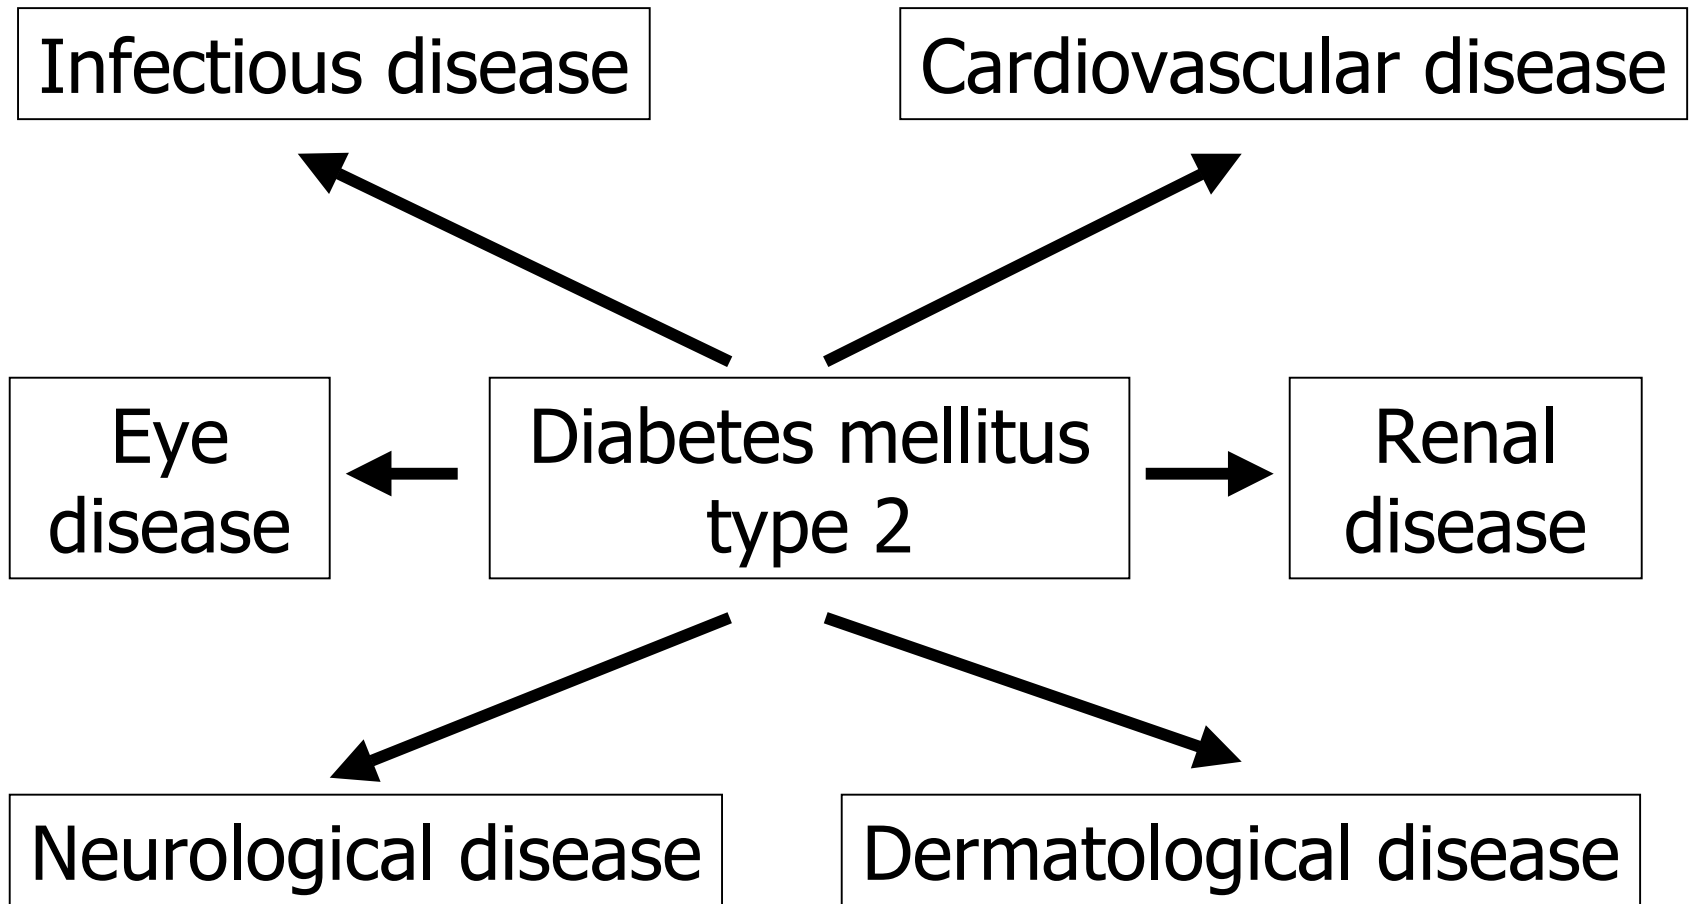 Infectious disease
Cardiovascular disease
Eye
disease
Diabetes mellitus
type 2
Renal
disease
Neurological disease
Dermatological disease